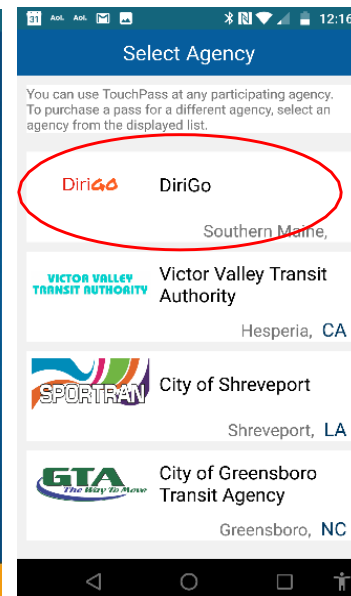 31 AOL AOL N 12:16
Select Agency
You can use TouchPass at any participating agency.
To purchase a pass for a different agency, select an
agency from the displayed list.
DiriGO DiriGo
Southern Maine,
VICTOR VALLEY
TRANSIT AUTHORITY
Victor Valley Transit
Authority
Hesperia, CA
SPORTRAN
City of Shreveport
Shreveport, LA
GTA
The Way To Move
City of Greensboro
Transit Agency
Greensboro, NC